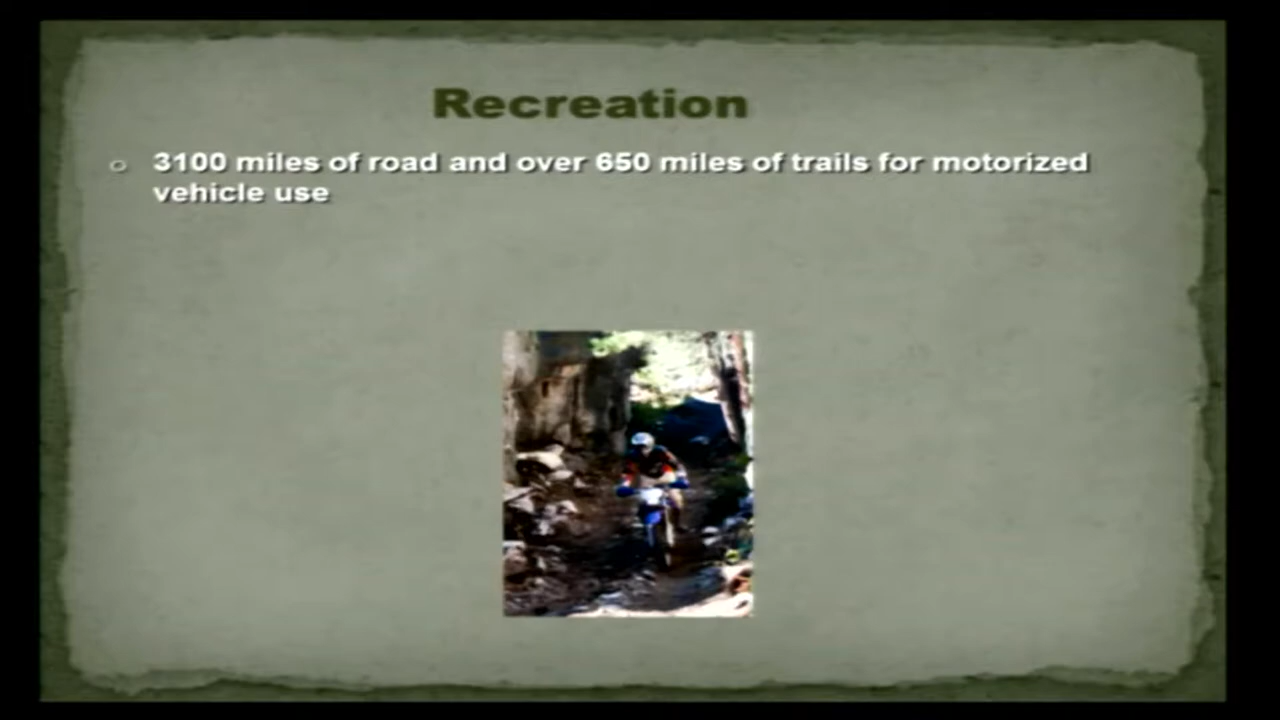 Recreation
3100 miles of road and over 650 miles of trails for motorized
vehicle use